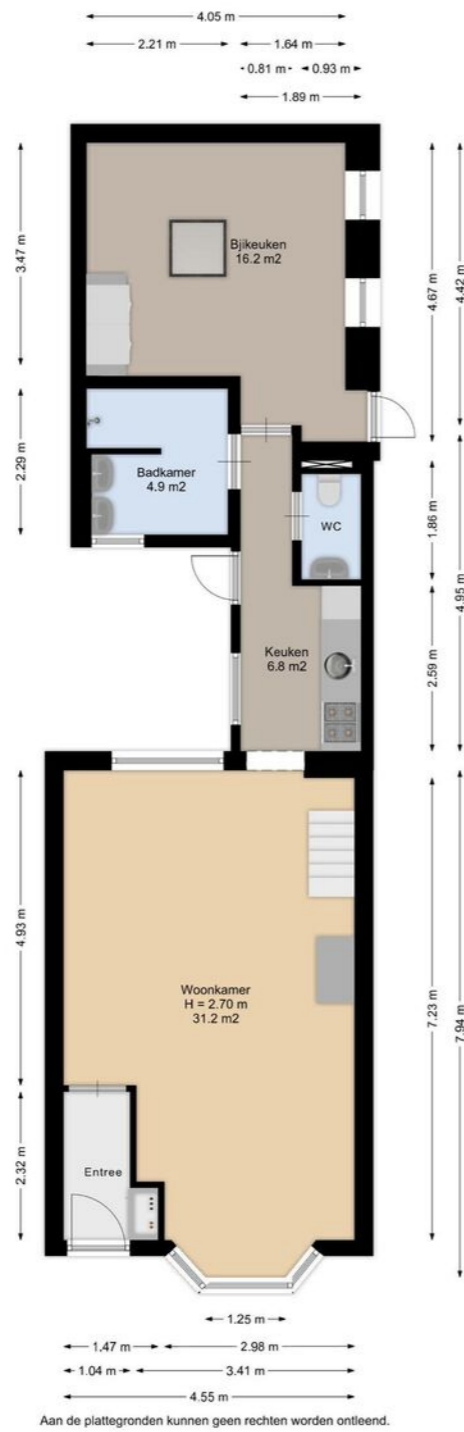 4.05 m
2.21 m
1.64 m
0.81 m
0.93 m
1.89 m
3.47 m
Bjikeuken
16.2 m2
4.67 m
4.42 m
2.29 m
Badkamer
4.9 m2
WC
1.86 m
4.95 m
Keuken
6.8 m2
2.59 m
4.93 m
Woonkamer
H = 2.70 m
31.2 m2
7.23 m
7.94 m
2.32 m
Entree
1.25 m
1.47 m
2.98 m
1.04 m
3.41 m
4.55 m
Aan de plattegronden kunnen geen rechten worden ontleend.